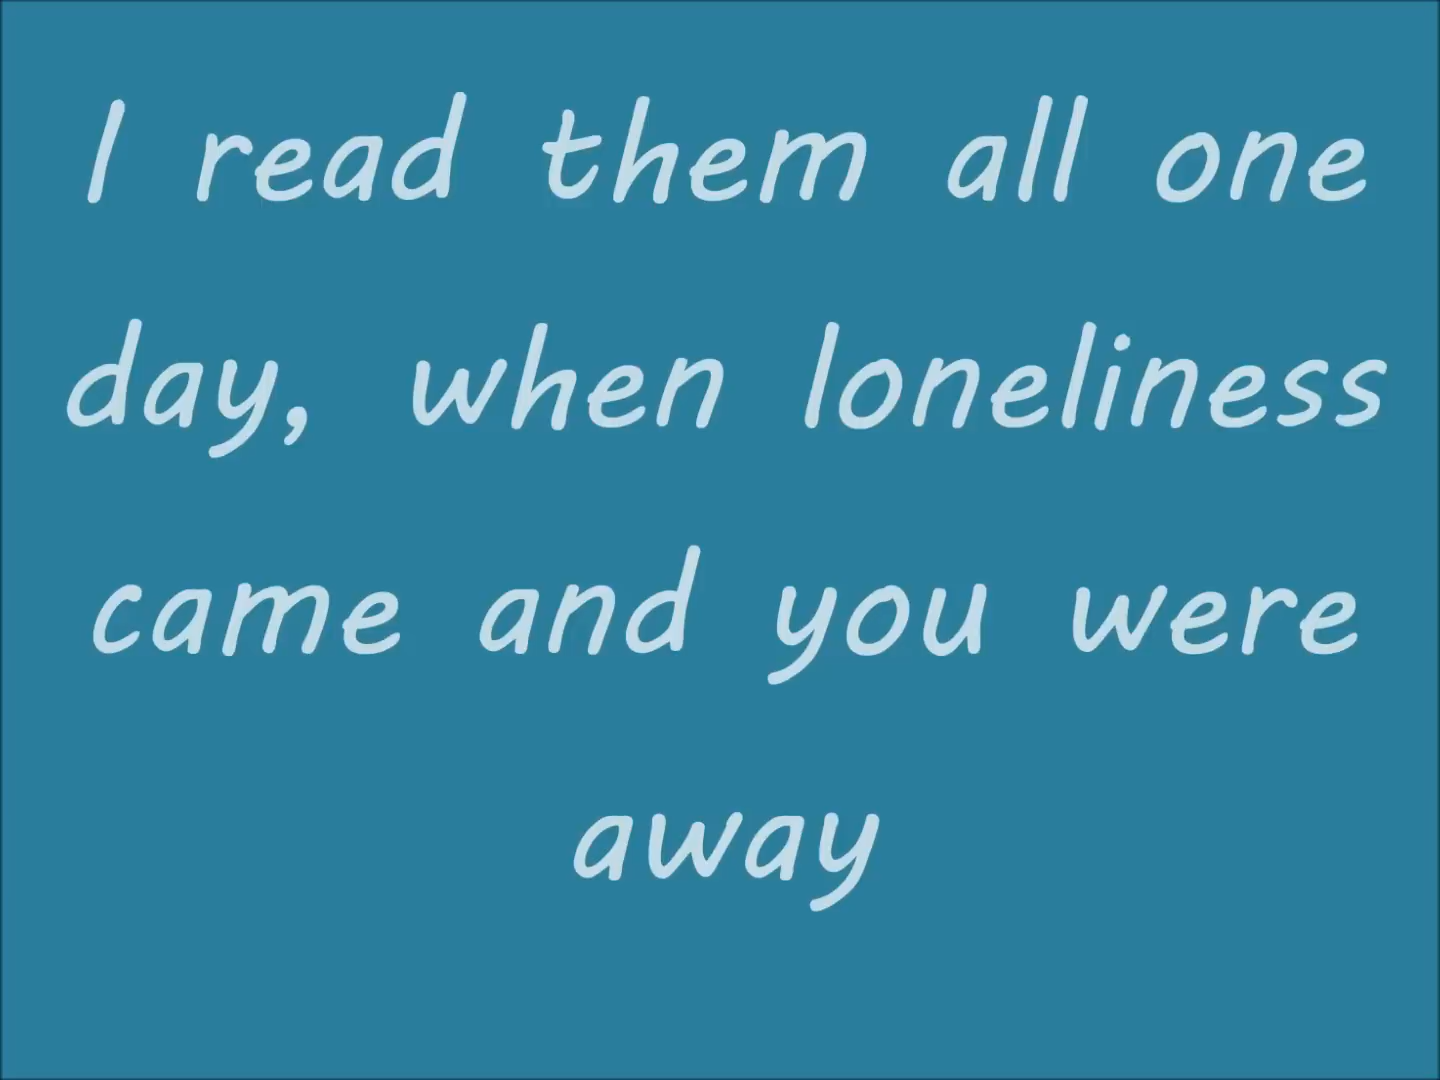 I read them all one
day, when loneliness
came and you were
away